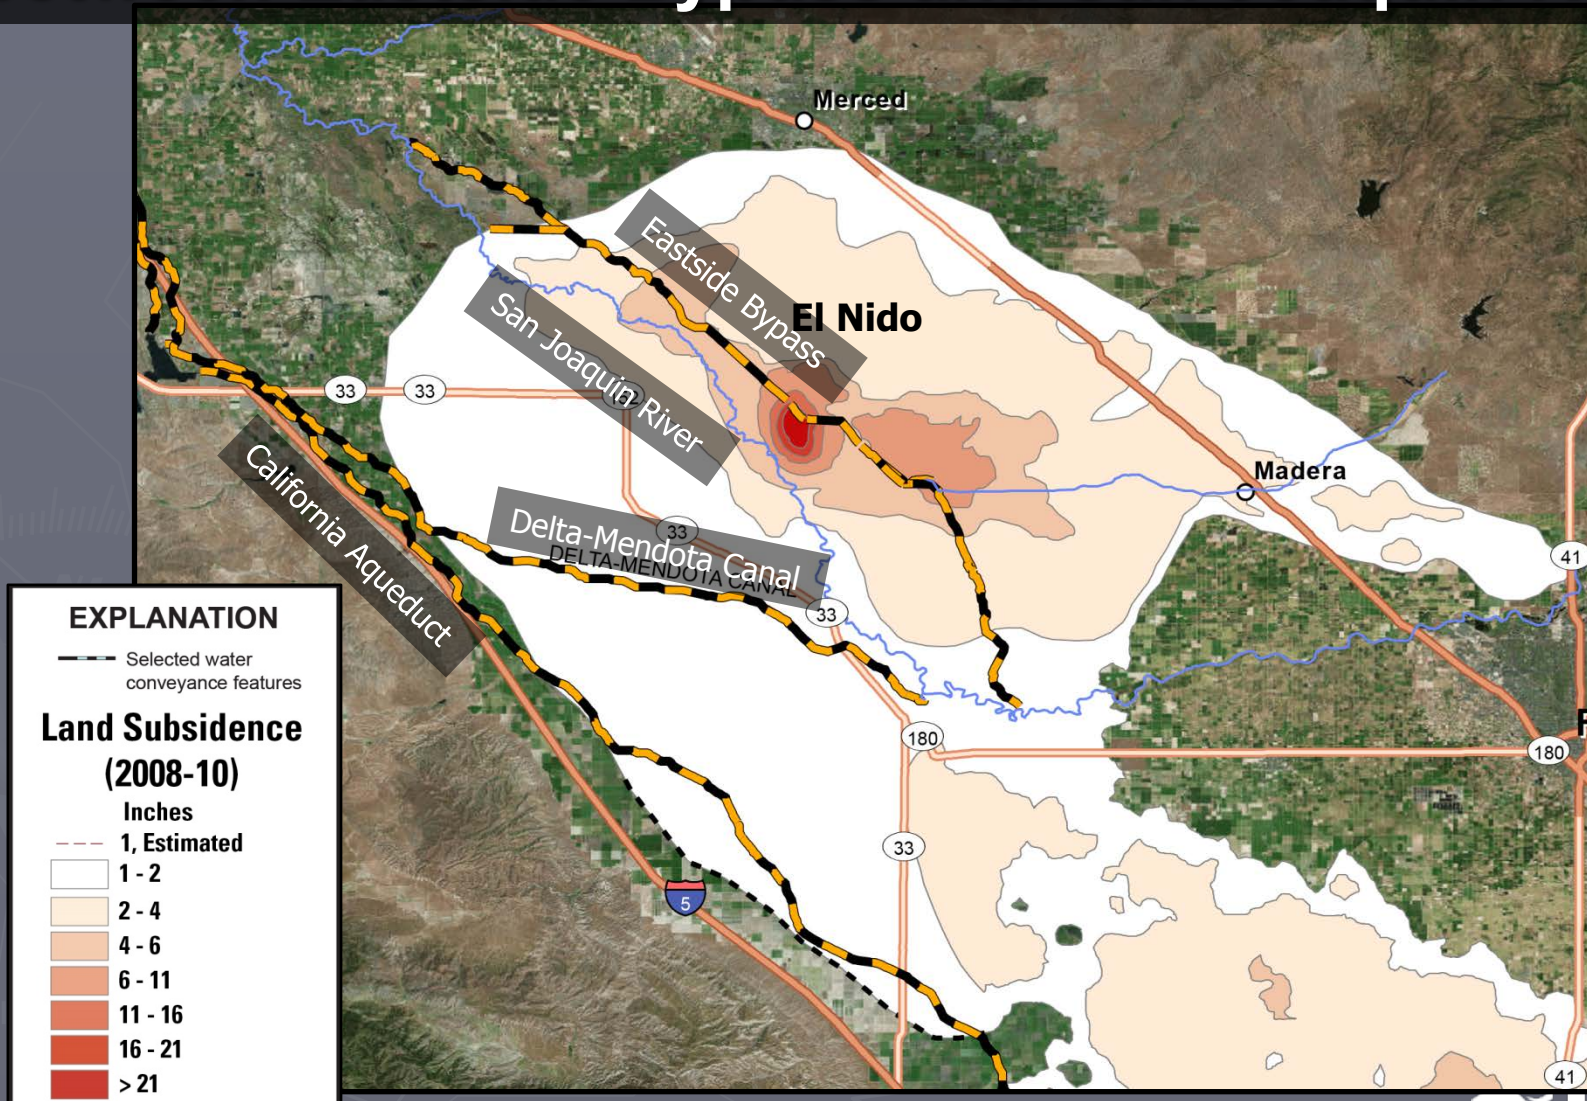 Merced
Eastside Bypass
El Nido
San Joaquin River
33
33
Madera
California Aqueduct
Delta-Mendota Canal
33
DELTA-MENDOTA CANAL
41
33
180
180
33
5
41
EXPLANATION
Selected water
conveyance features
Land Subsidence
(2008-10)
Inches
1, Estimated
1 - 2
2 - 4
4 - 6
6 - 11
11 - 16
16 - 21
> 21